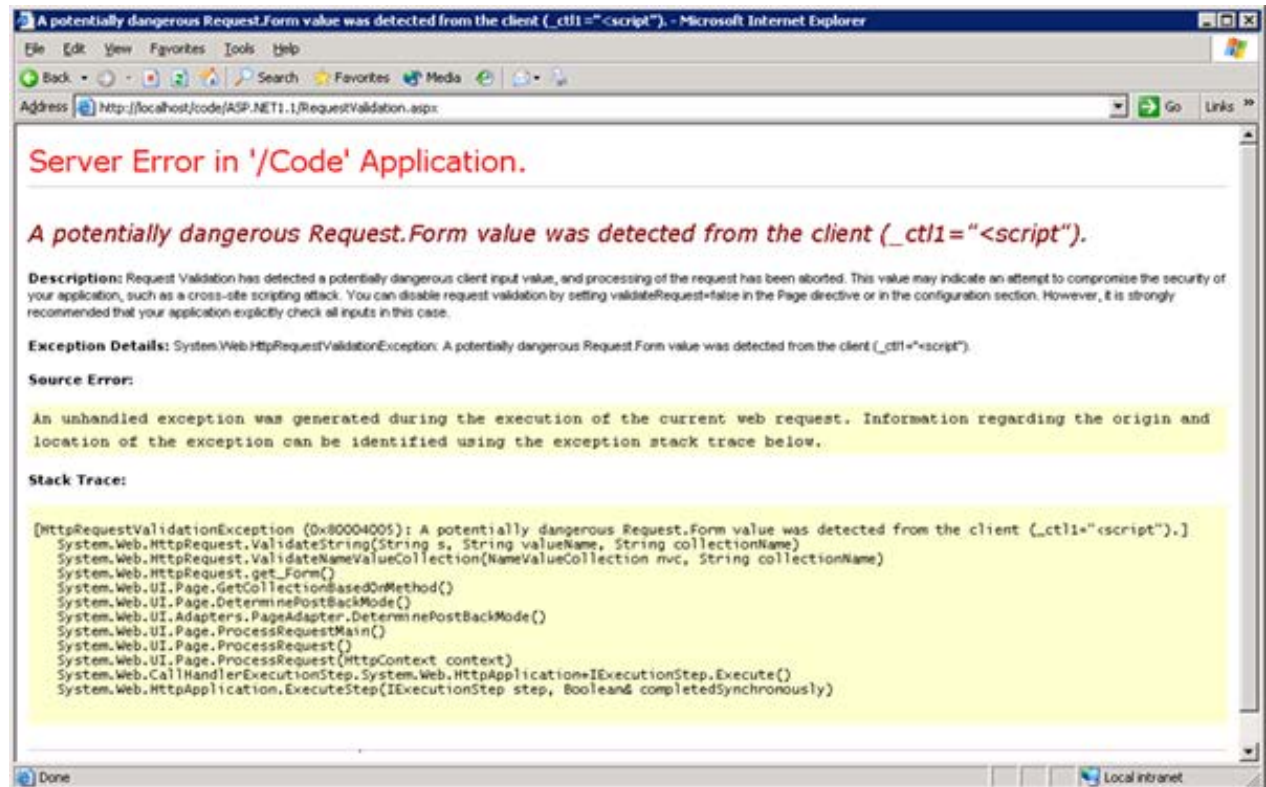 A potentially dangerous Request.Form value was detected from the client (_ctl1="<script"). - Microsoft Internet Explorer
File Edit View Favorites Tools Help
Back Search Favorites Media
Address http://localhost/code/ASP.NET1.1/RequestValidation.aspx Go Links »
Server Error in '/Code' Application.
A potentially dangerous Request.Form value was detected from the client (_ctl1="<script").
Description: Request Validation has detected a potentially dangerous client input value, and processing of the request has been aborted. This value may indicate an attempt to compromise the security of
your application, such as a cross-site scripting attack. You can disable request validation by setting validateRequest=false in the Page directive or in the configuration section. However, it is strongly
recommended that your application explicitly check all inputs in this case.
Exception Details: System.Web.HttpRequestValidationException: A potentially dangerous Request.Form value was detected from the client (_ctl1="<script").
Source Error:
An unhandled exception was generated during the execution of the current web request. Information regarding the origin and
location of the exception can be identified using the exception stack trace below.
Stack Trace:
[HttpRequestValidationException (0x80004005): A potentially dangerous Request.Form value was detected from the client (_ctl1="<script").]
System.Web.HttpRequest.ValidateString(String s, String valueName, String collectionName)
System.Web.HttpRequest.ValidateNameValueCollection(NameValueCollection nvc, String collectionName)
System.Web.HttpRequest.get_Form()
System.Web.UI.Page.GetCollectionBasedOnMethod()
System.Web.UI.Page.DeterminePostBackMode()
System.Web.UI.Adapters.PageAdapter.DeterminePostBackMode()
System.Web.UI.Page.ProcessRequestMain()
System.Web.UI.Page.ProcessRequest()
System.Web.UI.Page.ProcessRequest(HttpContext context)
System.Web.CallHandlerExecutionStep.System.Web.HttpApplication+IExecutionStep.Execute()
System.Web.HttpApplication.ExecuteStep(IExecutionStep step, Boolean& completedSynchronously)
Done Local intranet